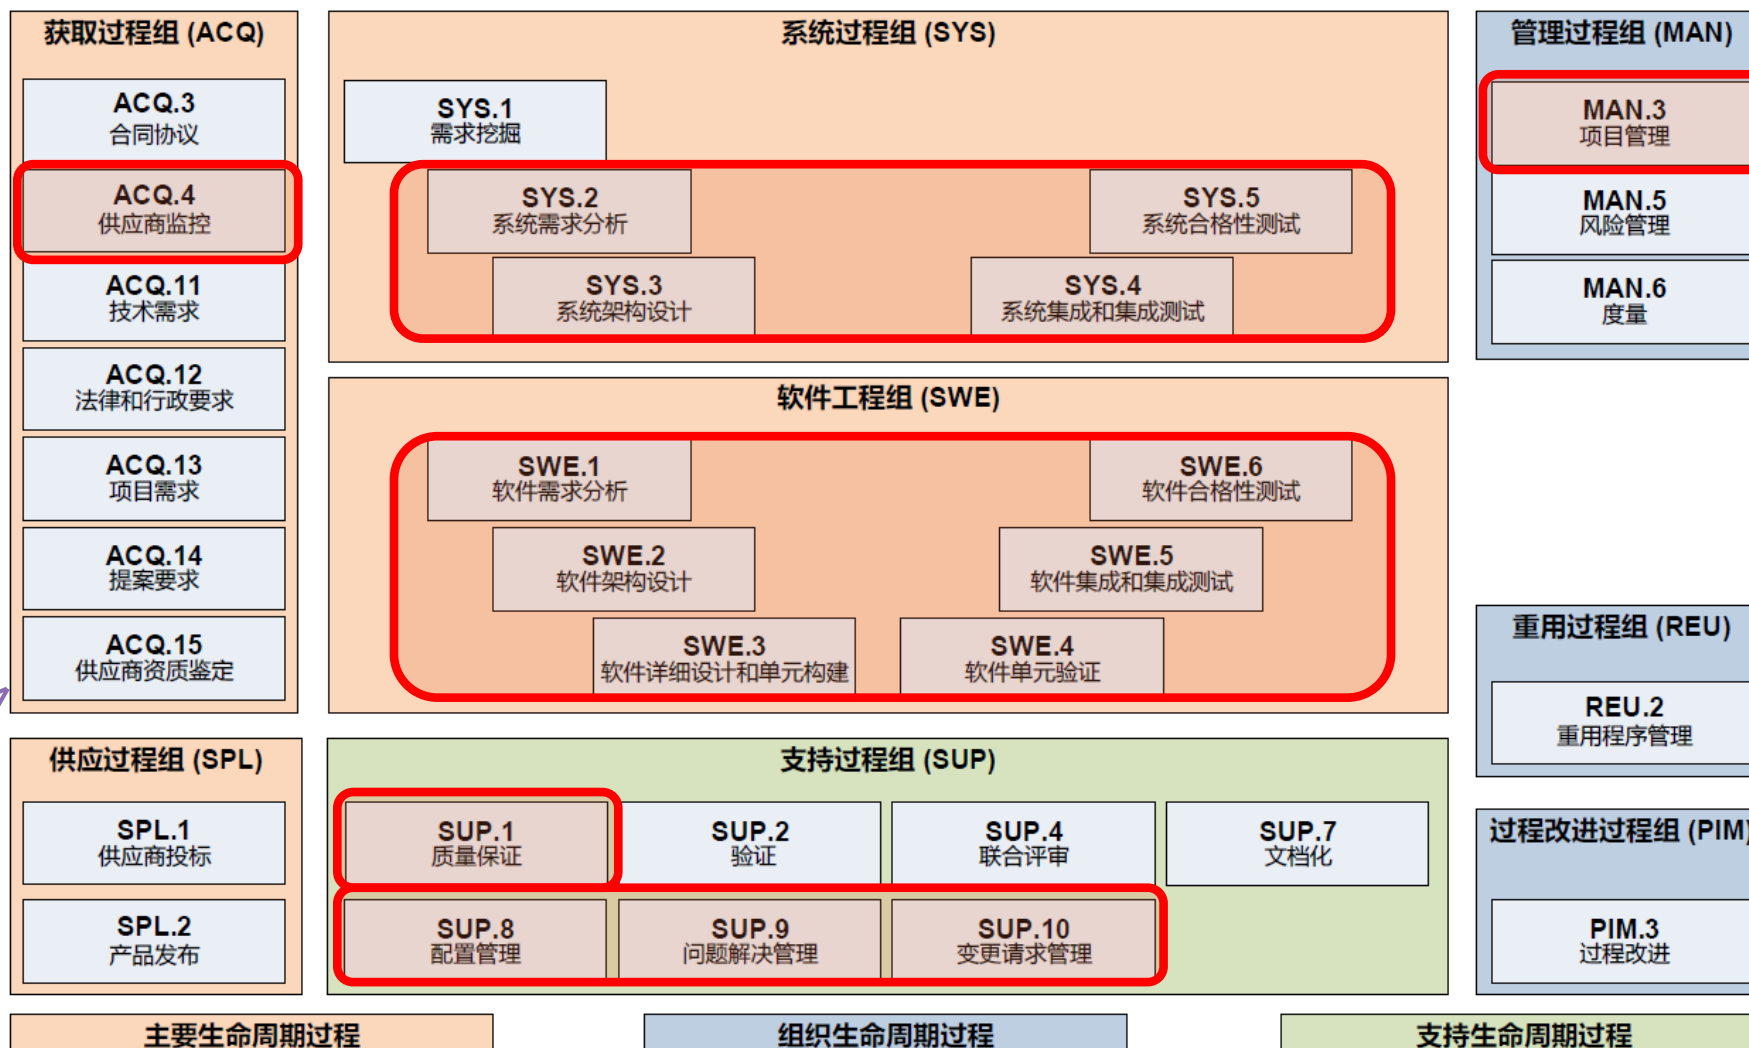 获取过程组 (ACQ)
ACQ.3
合同协议
ACQ.4
供应商监控
ACQ.11
技术需求
ACQ.12
法律和行政要求
ACQ.13
项目需求
ACQ.14
提案要求
ACQ.15
供应商资质鉴定
系统过程组 (SYS)
SYS.1
需求挖掘
SYS.2
系统需求分析
SYS.5
系统合格性测试
SYS.3
系统架构设计
SYS.4
系统集成和集成测试
软件工程组 (SWE)
SWE.1
软件需求分析
SWE.6
软件合格性测试
SWE.2
软件架构设计
SWE.5
软件集成和集成测试
SWE.3
软件详细设计和单元构建
SWE.4
软件单元验证
管理过程组 (MAN)
MAN.3
项目管理
MAN.5
风险管理
MAN.6
度量
重用过程组 (REU)
REU.2
重用程序管理
供应过程组 (SPL)
SPL.1
供应商投标
SPL.2
产品发布
支持过程组 (SUP)
SUP.1
质量保证
SUP.2
验证
SUP.4
联合评审
SUP.7
文档化
SUP.8
配置管理
SUP.9
问题解决管理
SUP.10
变更请求管理
过程改进过程组 (PIM)
PIM.3
过程改进
主要生命周期过程
组织生命周期过程
支持生命周期过程